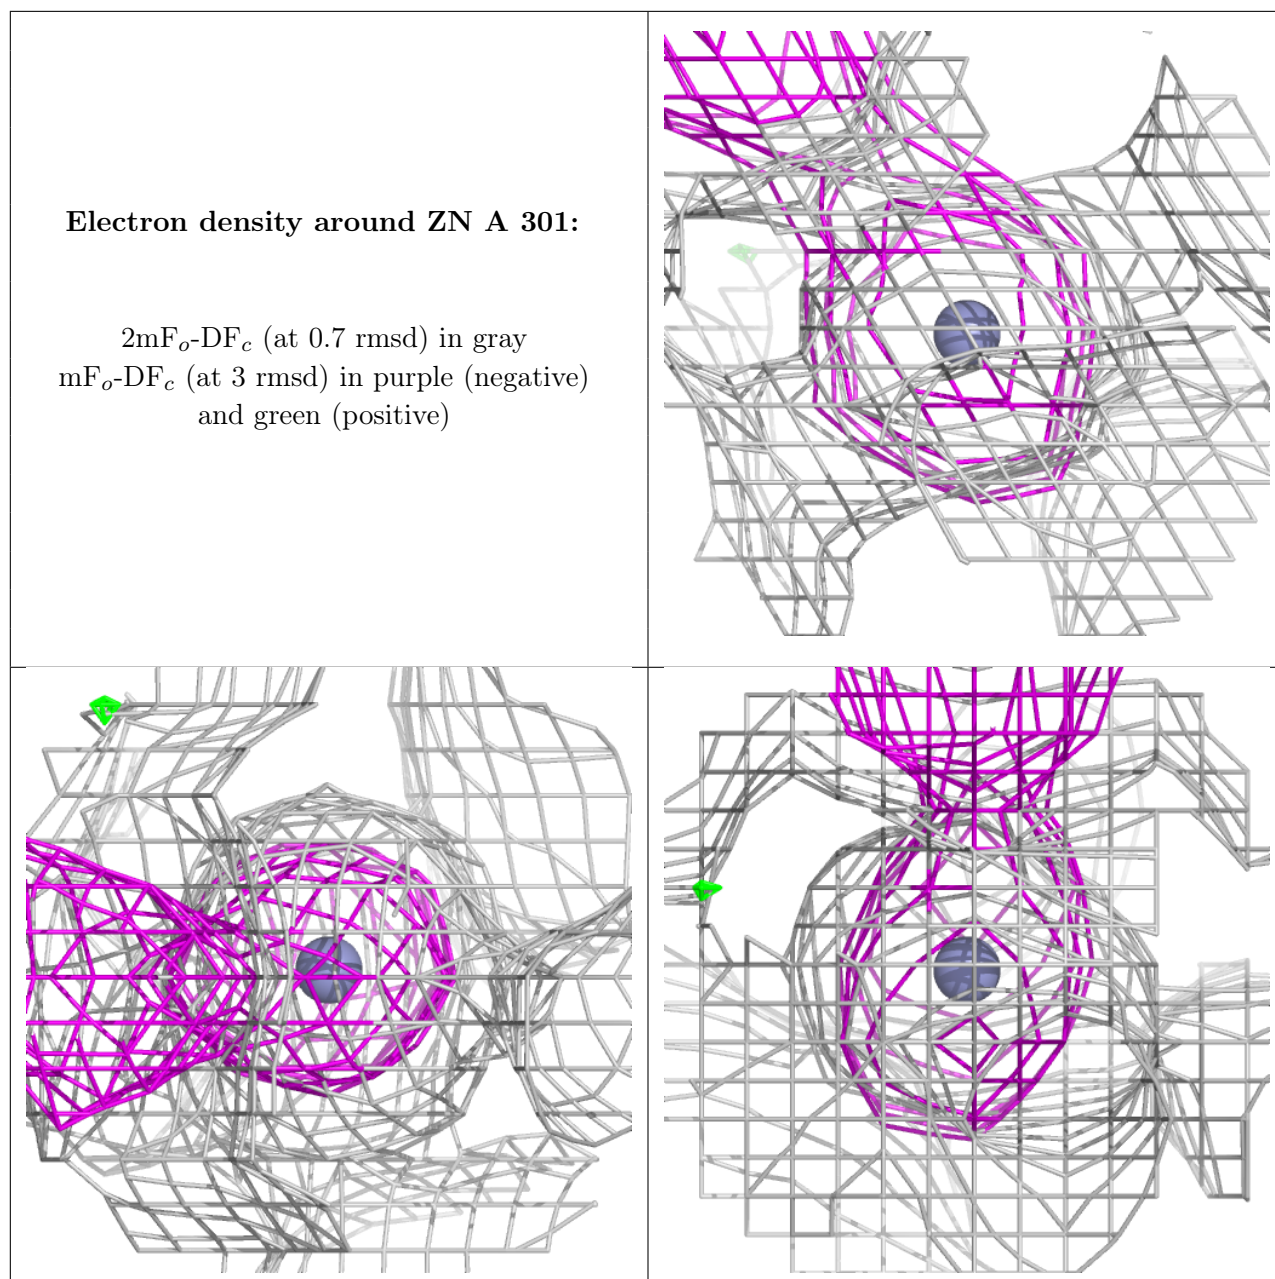 Electron density around ZN A 301:
2mF$_o$-DF$_c$ (at 0.7 rmsd) in gray
mF$_o$-DF$_c$ (at 3 rmsd) in purple (negative)
and green (positive)